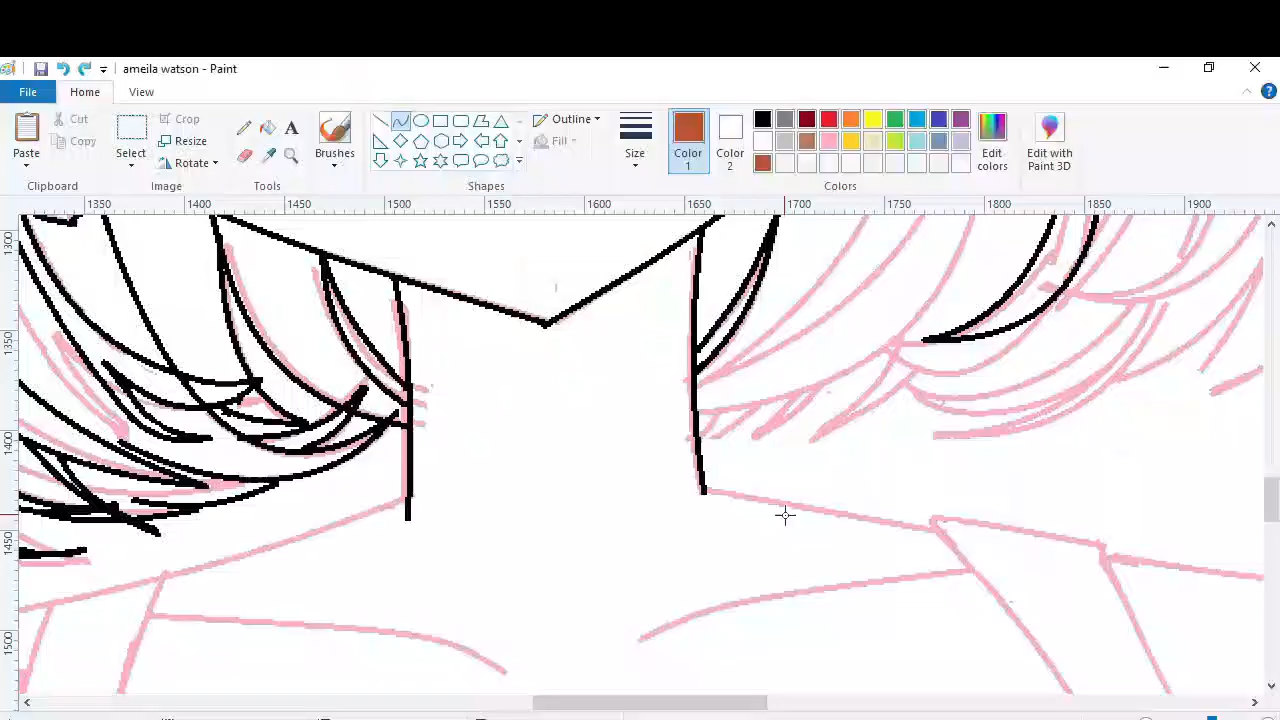 ameila watson - Paint
File Home View
Cut Crop Outline
Copy Resize Fill
Paste Select Rotate Brushes Size Color 1 Color 2 Edit colors Edit with Paint 3D
Clipboard Image Tools Shapes Colors
1350 1400 1450 1500 1550 1600 1650 1700 1750 1800 1850 1900
1300
1350
1400
1450
1500